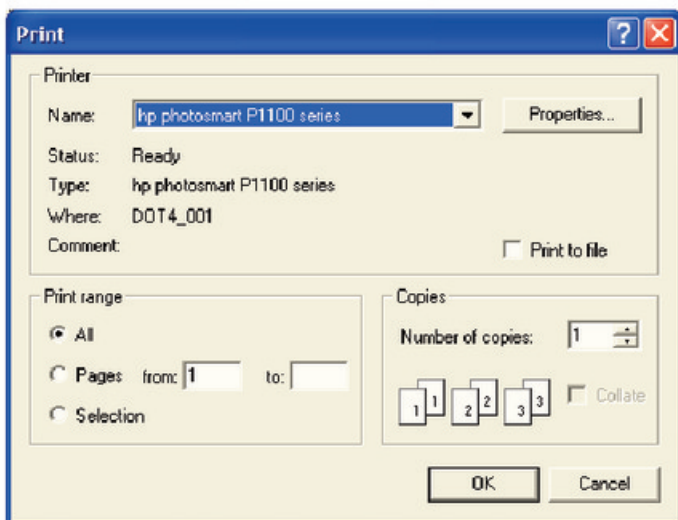 Print
Printer
Name: hp photosmart P1100 series Properties...
Status: Ready
Type: hp photosmart P1100 series
Where: DOT4_001
Comment:
Print to file
Print range
All
Pages from: 1 to:
Selection
Copies
Number of copies: 1
1 1 2 2 3 3 Collate
OK Cancel